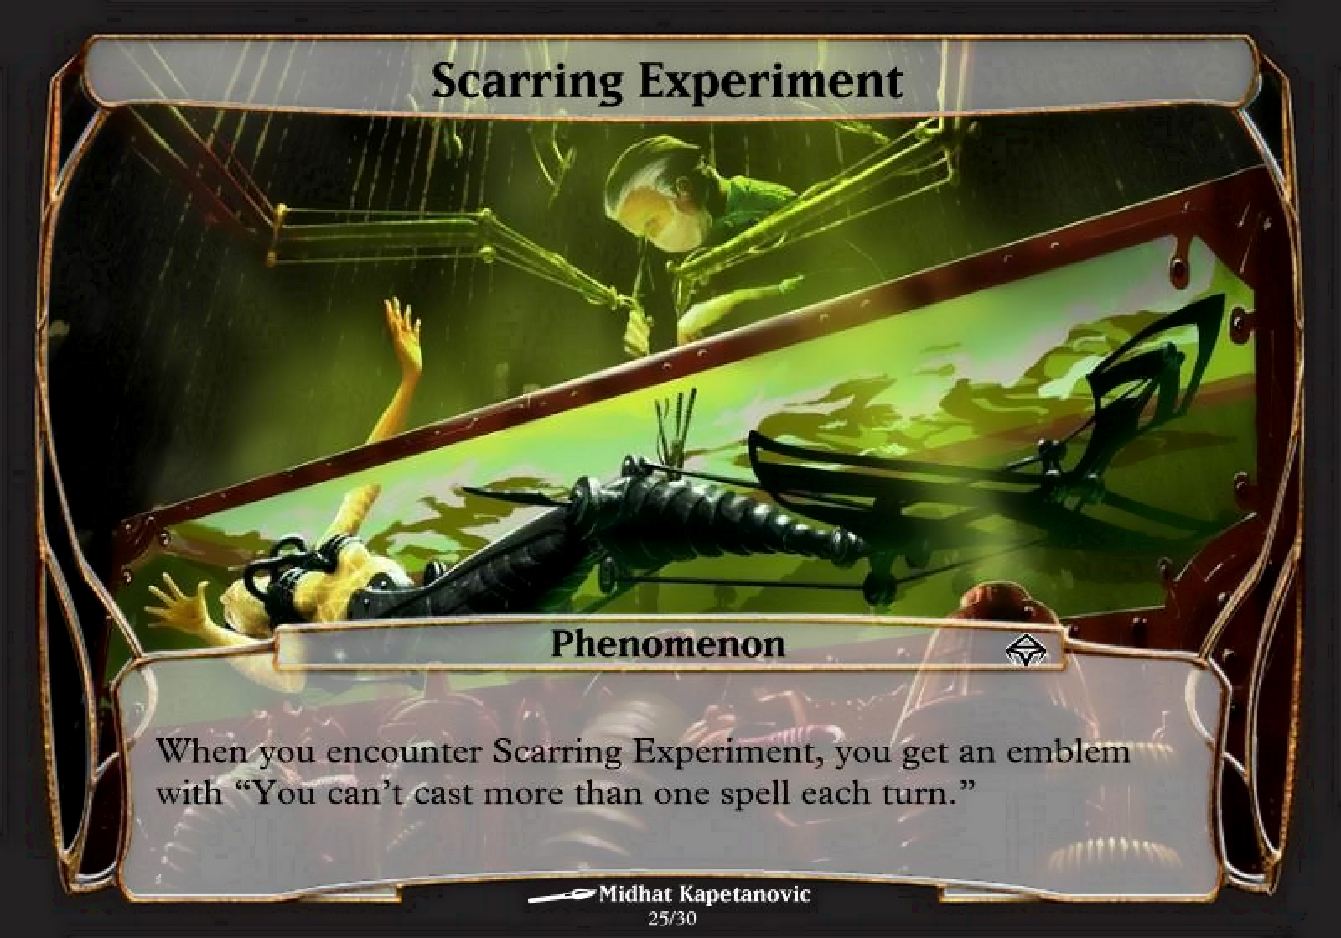 Scarring Experiment
Phenomenon
When you encounter Scarring Experiment, you get an emblem
with “You can’t cast more than one spell each turn.”
Midhat Kapetanovic
25/30